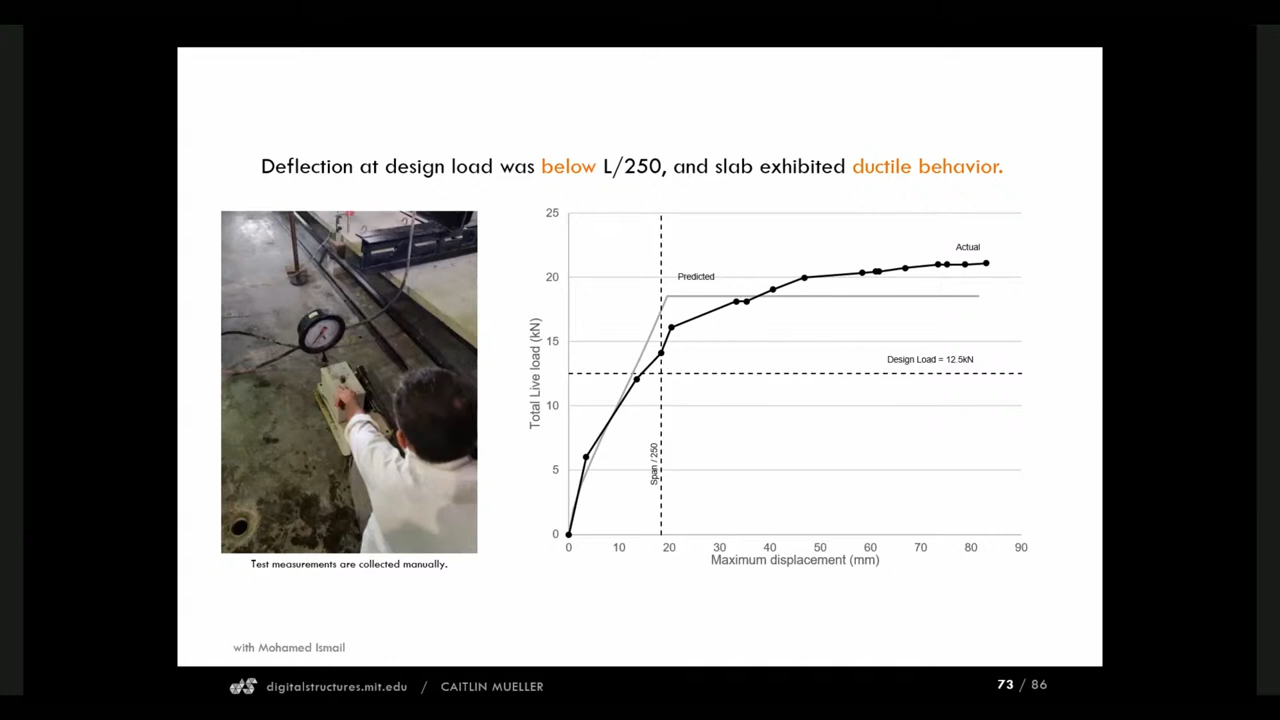 Deflection at design load was below L/250, and slab exhibited ductile behavior.
Test measurements are collected manually.
25
20
15
10
5
0
Total Live load (kN)
Predicted
Actual
Design Load = 12.5kN
Span / 250
0 10 20 30 40 50 60 70 80 90
Maximum displacement (mm)
with Mohamed Ismail
digitalstructures.mit.edu / CAITLIN MUELLER
73 / 86